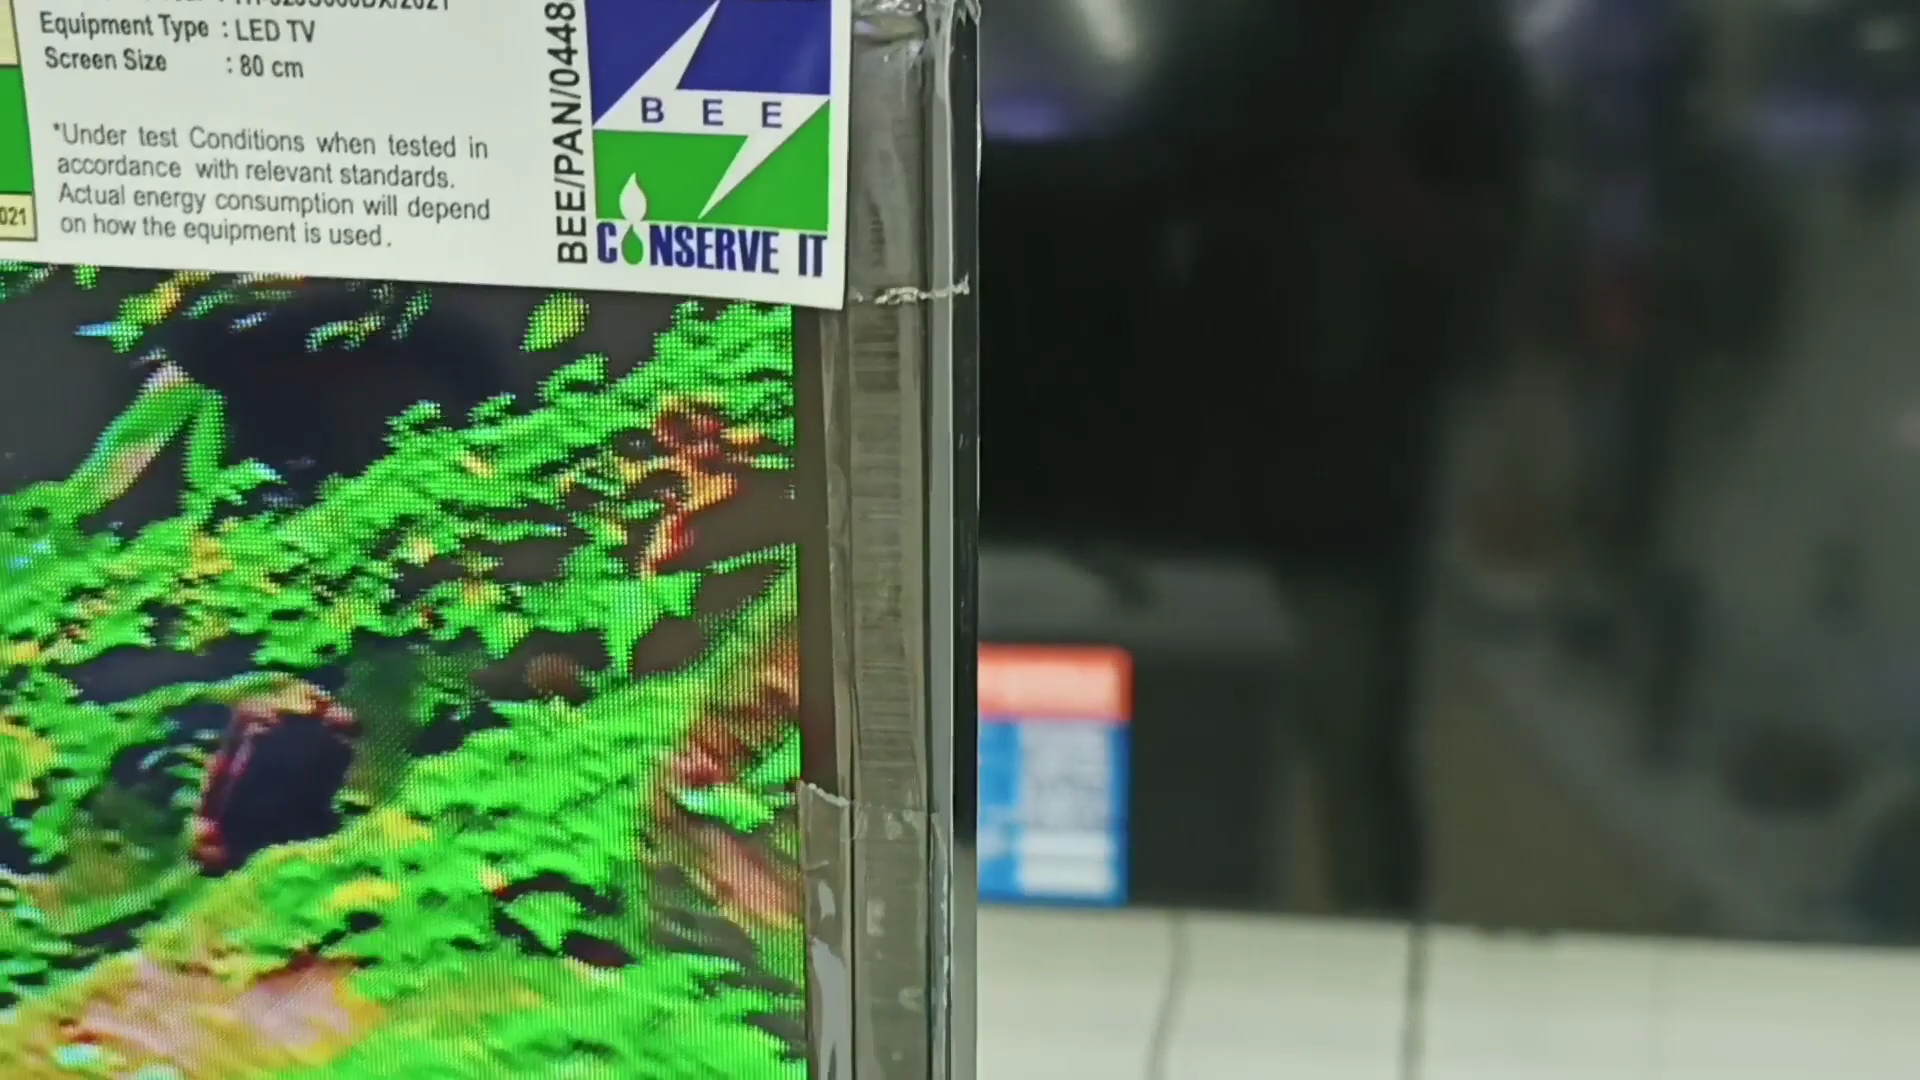 Equipment Type : LED TV
Screen Size : 80 cm
*Under test Conditions when tested in
accordance with relevant standards.
Actual energy consumption will depend
on how the equipment is used.
021
BEE/PAN/0448
BEE
CONSERVE IT